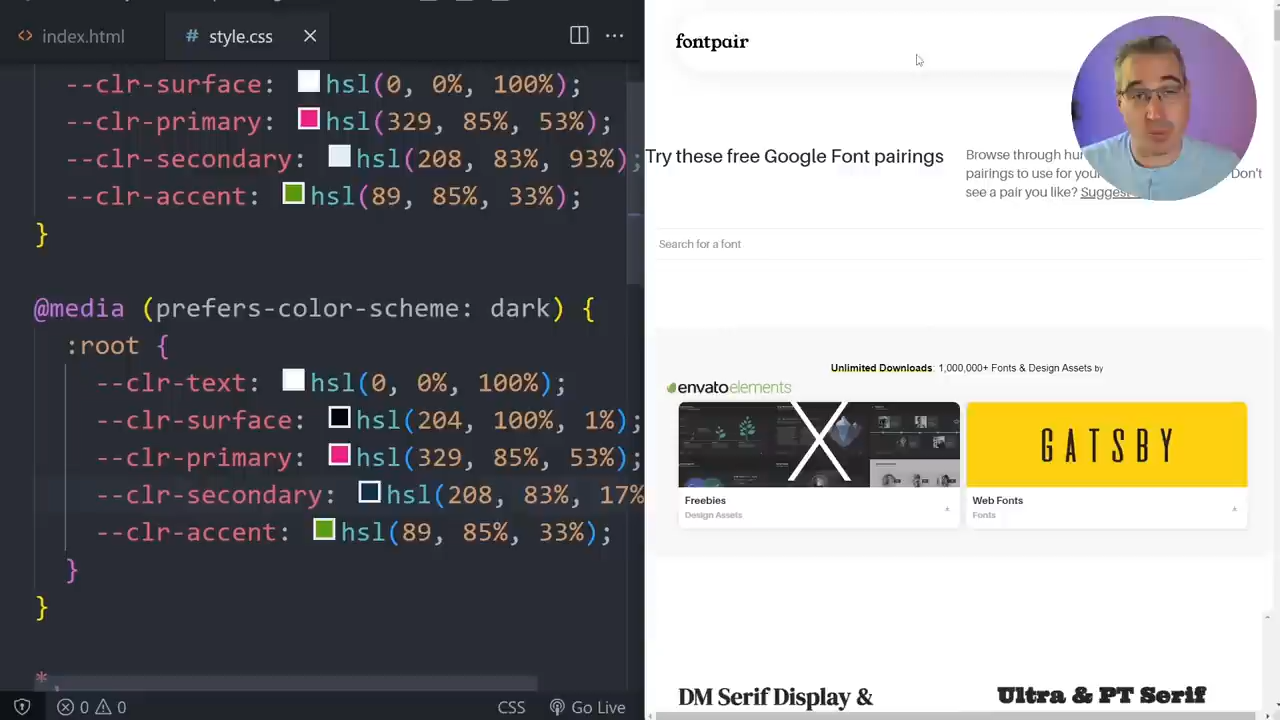 index.html
style.css
--clr-surface: hsl(0, 0%, 100%);
--clr-primary: hsl(329, 85%, 53%);
--clr-secondary: hsl(208, 83%, 93%);
--clr-accent: hsl(89, 85%, 33%);
}
@media (prefers-color-scheme: dark) {
:root {
--clr-text: hsl(0, 0%, 100%);
--clr-surface: hsl(204, 100%, 1%);
--clr-primary: hsl(329, 85%, 53%);
--clr-secondary: hsl(208, 83%, 17%
--clr-accent: hsl(89, 85%, 33%);
}
}
*
0 0
CSS
Go Live
fontpair
Try these free Google Font pairings
Browse through
pairings to use for Don't
see a pair you like?
Search for a font
Unlimited Downloads: 1,000,000+ Fonts & Design Assets by
envato elements
GATSBY
Freebies
Design Assets
Web Fonts
Fonts
DM Serif Display &
Ultra & PT Serif